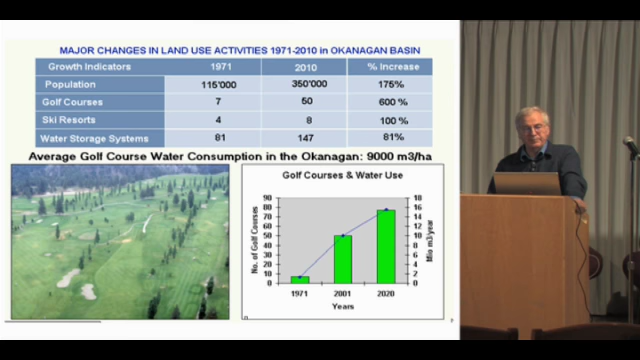 MAJOR CHANGES IN LAND USE ACTIVITIES 1971-2010 in OKANAGAN BASIN
Growth Indicators 1971 2010 % Increase
Population 115'000 350'000 175%
Golf Courses 7 50 600 %
Ski Resorts 4 8 100 %
Water Storage Systems 81 147 81%
Average Golf Course Water Consumption in the Okanagan: 9000 m3/ha
Golf Courses & Water Use
No. of Golf Courses
90
80
70
60
50
40
30
20
10
0
18
16
14
12
10
8
6
4
2
0
Mio m3/year
1971 2001 2020
Years